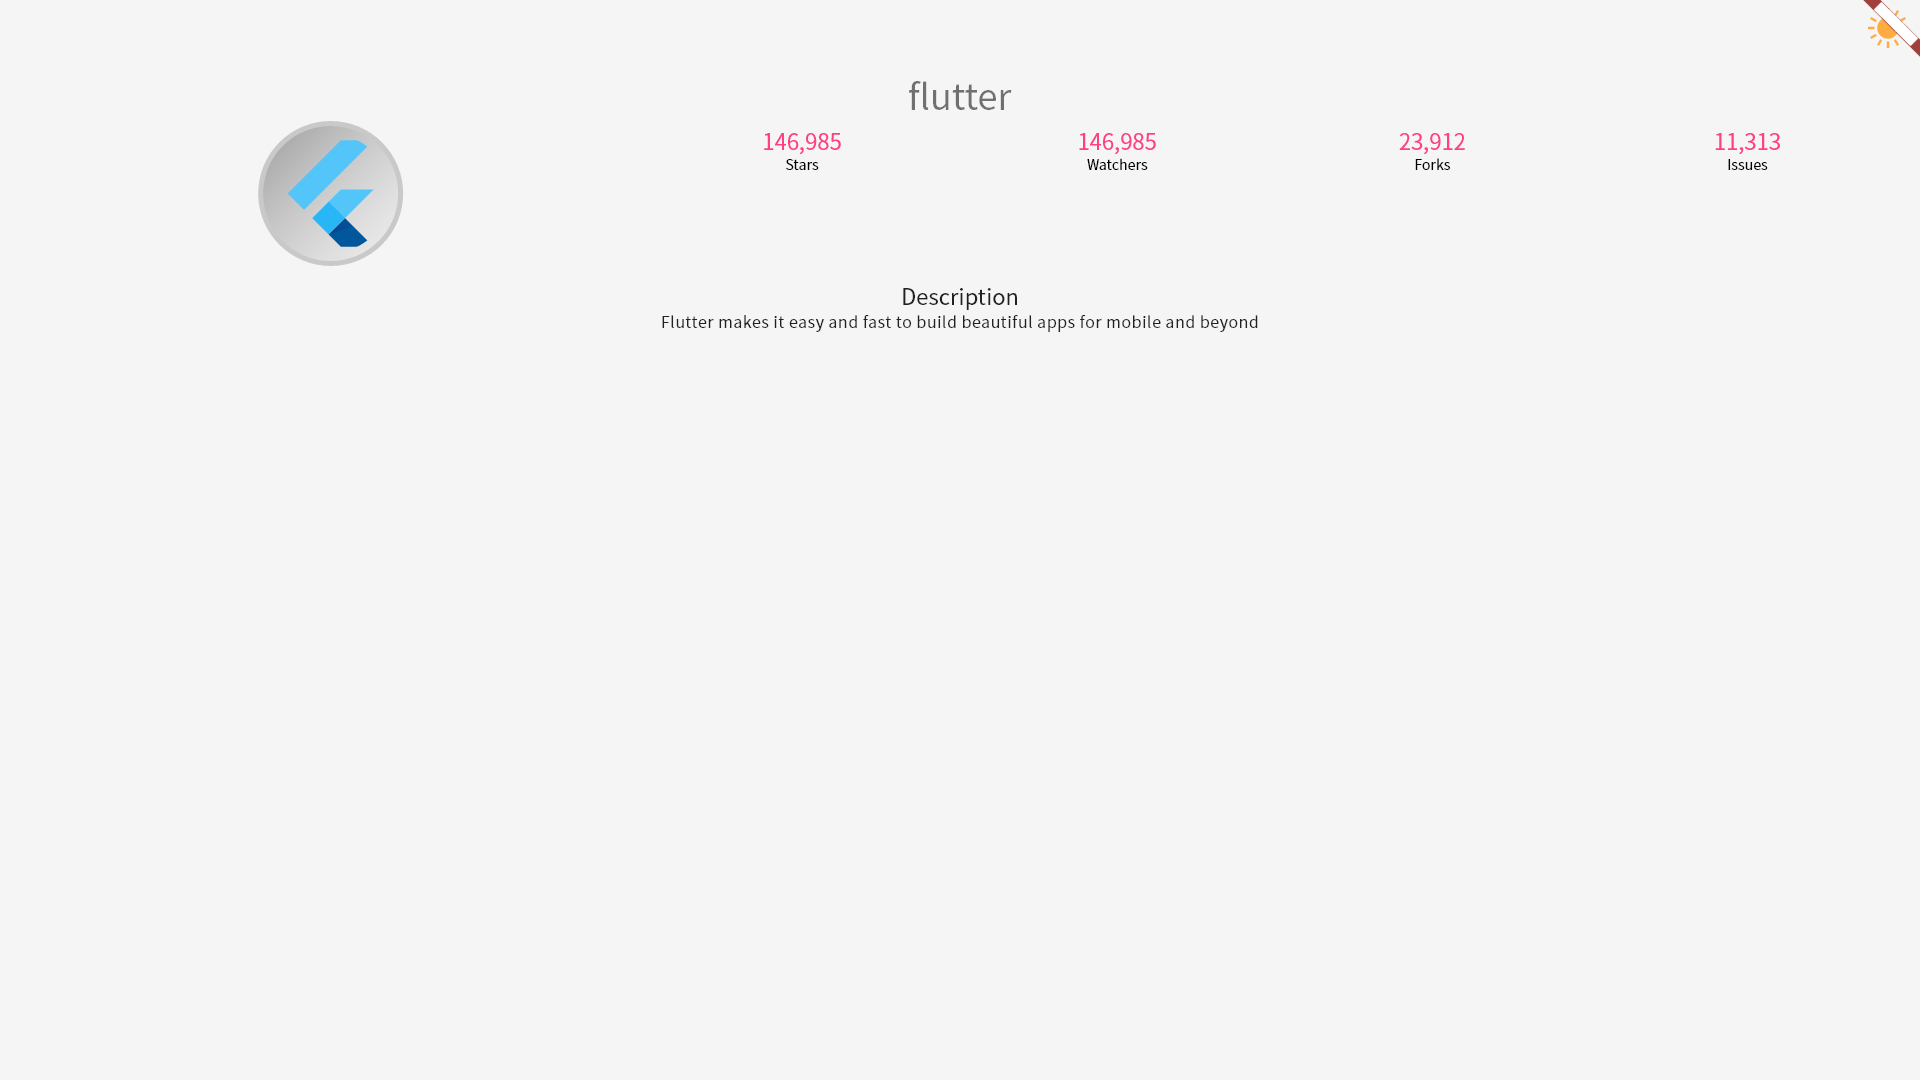 flutter
146,985
Stars
146,985
Watchers
23,912
Forks
11,313
Issues
Description
Flutter makes it easy and fast to build beautiful apps for mobile and beyond